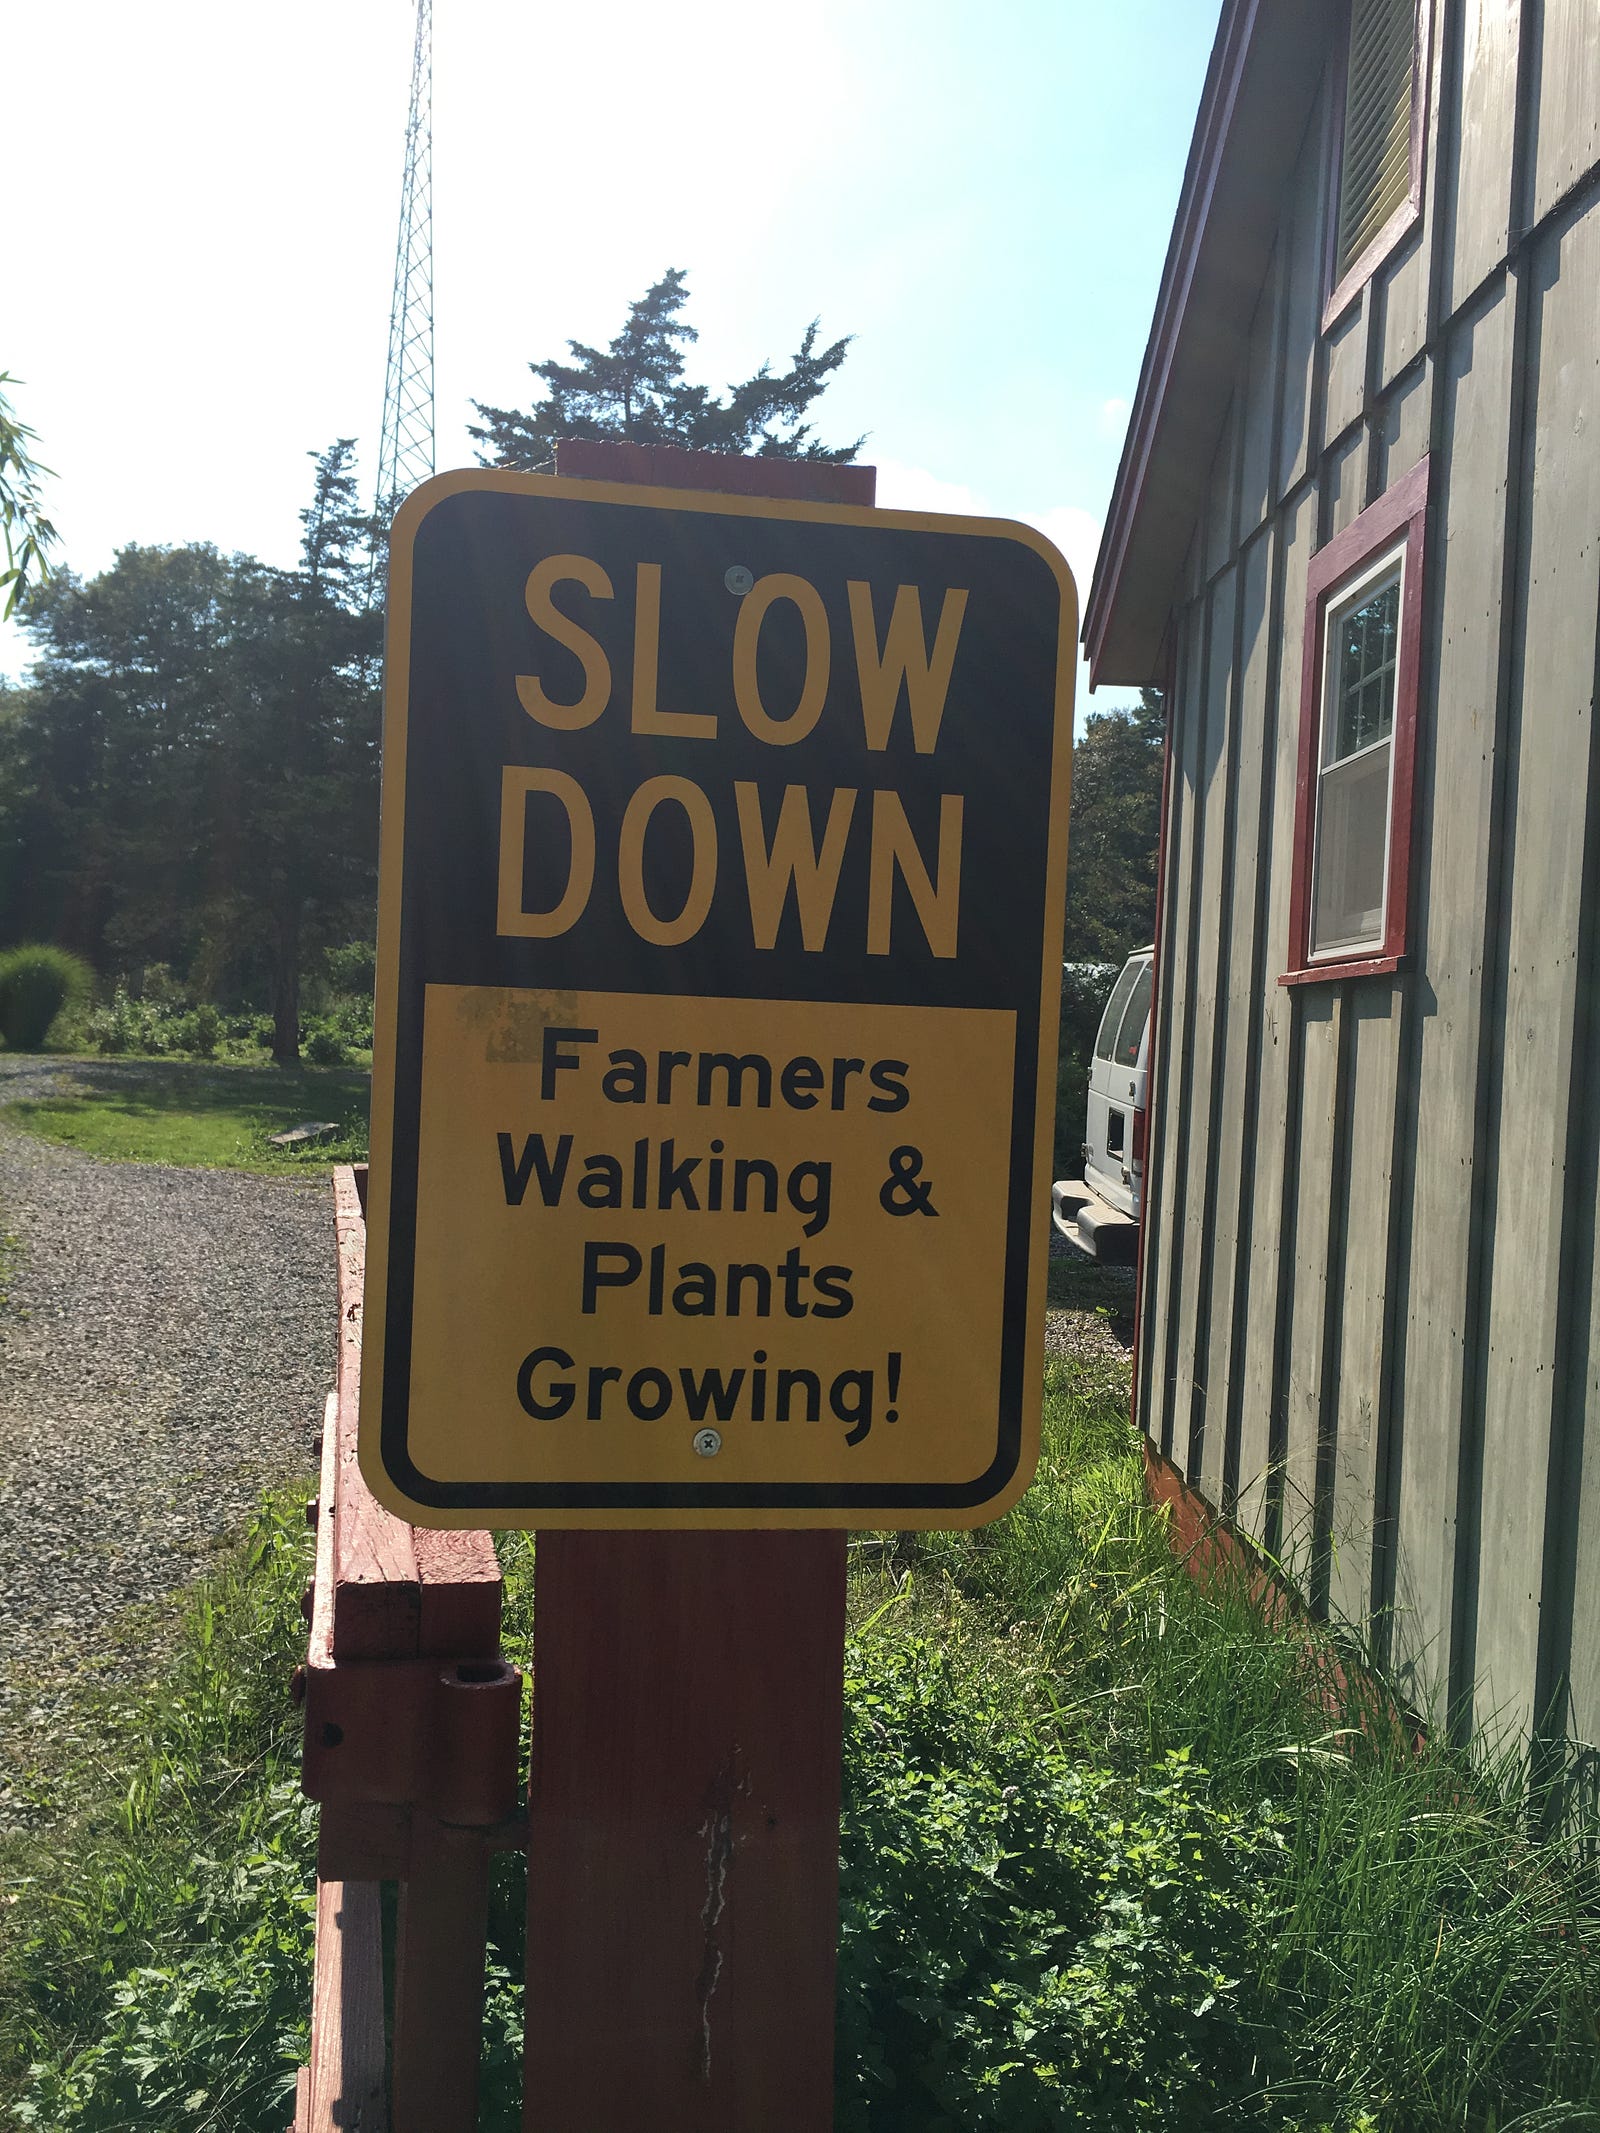 SLOW
DOWN
Farmers
Walking &
Plants
Growing!